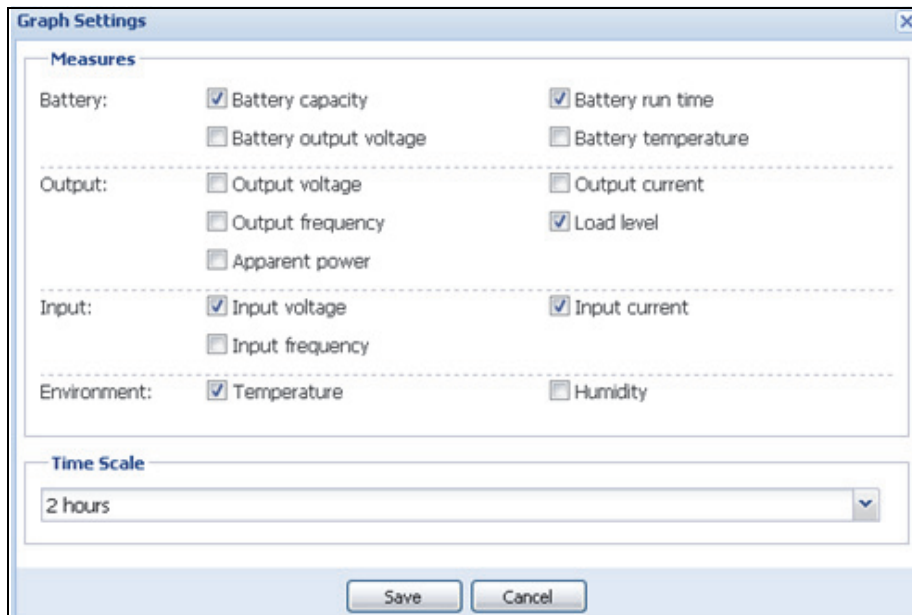 Graph Settings
Measures
Battery: Battery capacity Battery run time
Battery output voltage Battery temperature
Output: Output voltage Output current
Output frequency Load level
Apparent power
Input: Input voltage Input current
Input frequency
Environment: Temperature Humidity
Time Scale
2 hours
Save Cancel